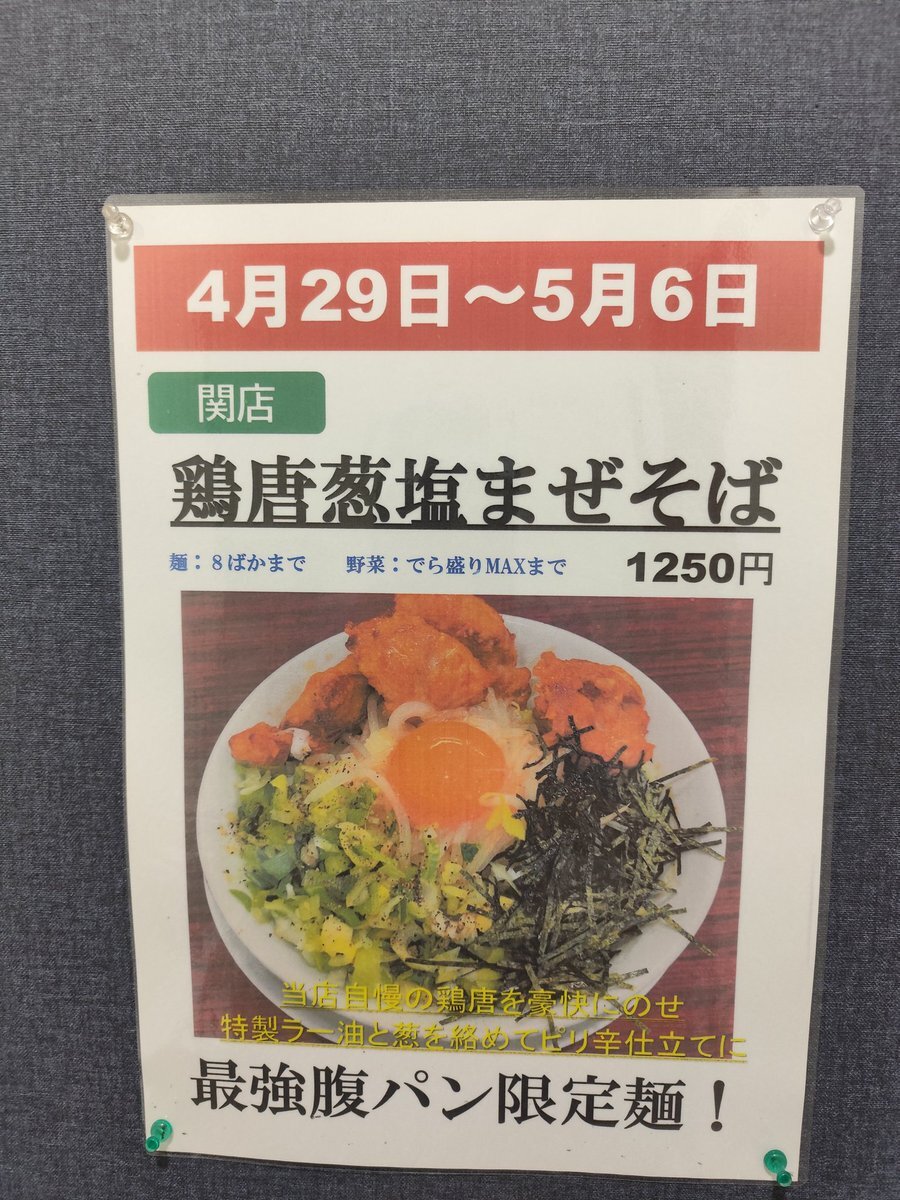 4月29日～5月6日
関店
鶏唐葱塩まぜそば
麺：８ばかまで　野菜：でら盛りMAXまで　1250円
当店自慢の鶏唐を豪快にのせ
特製ラー油と葱を絡めてピリ辛仕立てに
最強腹パン限定麺！